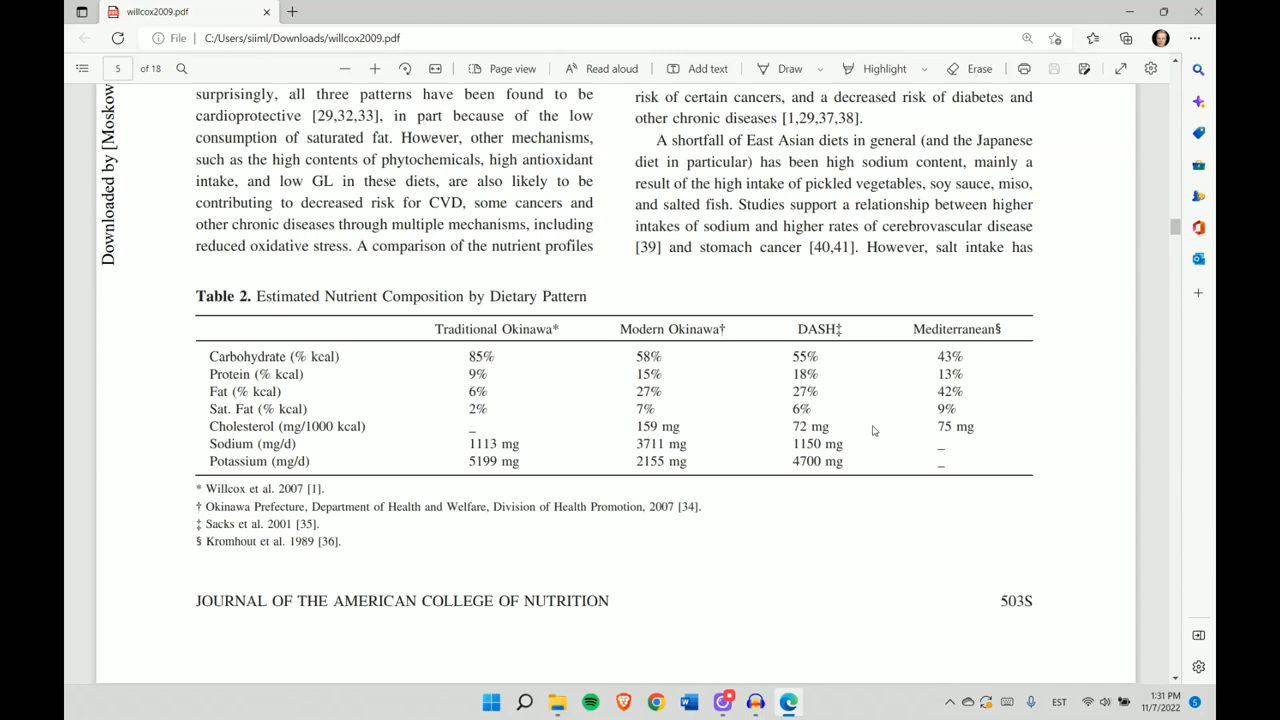 willcox2009.pdf
File C:/Users/siiml/Downloads/willcox2009.pdf
5 of 18 Page view Read aloud Add text Draw Highlight Erase
Downloaded by [Moskow
surprisingly, all three patterns have been found to be
cardioprotective [29,32,33], in part because of the low
consumption of saturated fat. However, other mechanisms,
such as the high contents of phytochemicals, high antioxidant
intake, and low GL in these diets, are also likely to be
contributing to decreased risk for CVD, some cancers and
other chronic diseases through multiple mechanisms, including
reduced oxidative stress. A comparison of the nutrient profiles
risk of certain cancers, and a decreased risk of diabetes and
other chronic diseases [1,29,37,38].
A shortfall of East Asian diets in general (and the Japanese
diet in particular) has been high sodium content, mainly a
result of the high intake of pickled vegetables, soy sauce, miso,
and salted fish. Studies support a relationship between higher
intakes of sodium and higher rates of cerebrovascular disease
[39] and stomach cancer [40,41]. However, salt intake has
Table 2. Estimated Nutrient Composition by Dietary Pattern
Traditional Okinawa* Modern Okinawa† DASH‡ Mediterranean§
Carbohydrate (% kcal) 85% 58% 55% 43%
Protein (% kcal) 9% 15% 18% 13%
Fat (% kcal) 6% 27% 27% 42%
Sat. Fat (% kcal) 2% 7% 6% 9%
Cholesterol (mg/1000 kcal) – 159 mg 72 mg 75 mg
Sodium (mg/d) 1113 mg 3711 mg 1150 mg –
Potassium (mg/d) 5199 mg 2155 mg 4700 mg –
* Willcox et al. 2007 [1].
† Okinawa Prefecture, Department of Health and Welfare, Division of Health Promotion, 2007 [34].
‡ Sacks et al. 2001 [35].
§ Kromhout et al. 1989 [36].
JOURNAL OF THE AMERICAN COLLEGE OF NUTRITION 503S
EST 1:31 PM
11/7/2022 5